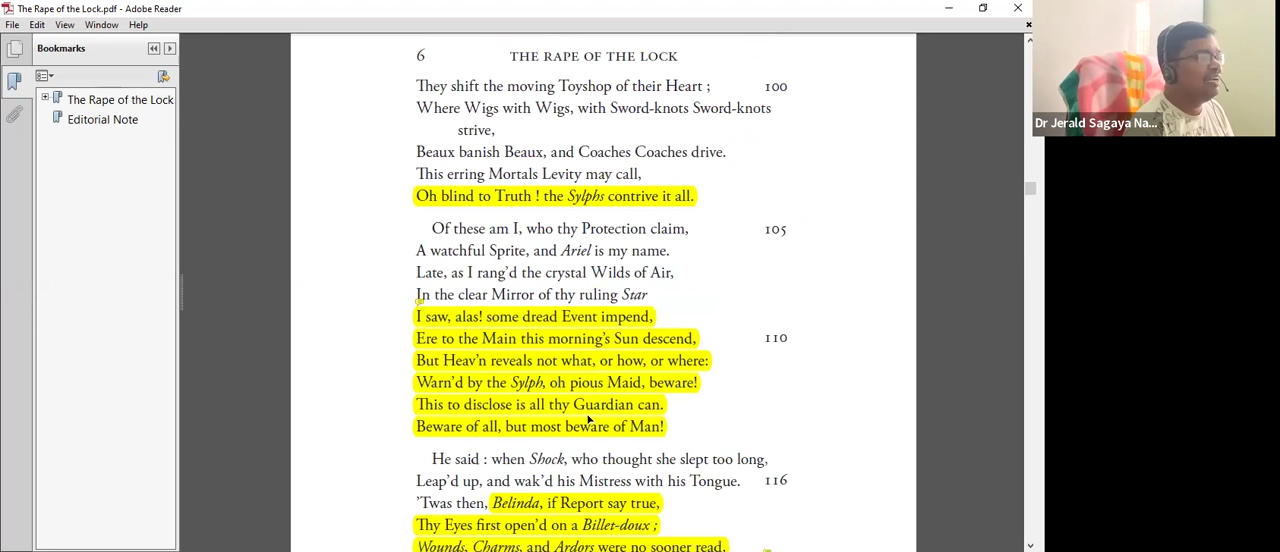 The Rape of the Lock.pdf - Adobe Reader
File Edit View Window Help
Bookmarks
The Rape of the Lock
Editorial Note
6 THE RAPE OF THE LOCK
They shift the moving Toyshop of their Heart ; 100
Where Wigs with Wigs, with Sword-knots Sword-knots
strive,
Beaux banish Beaux, and Coaches Coaches drive.
This erring Mortals Levity may call,
Oh blind to Truth ! the Sylphs contrive it all.
Of these am I, who thy Protection claim, 105
A watchful Sprite, and Ariel is my name.
Late, as I rang'd the crystal Wilds of Air,
In the clear Mirror of thy ruling Star
I saw, alas! some dread Event impend,
Ere to the Main this morning's Sun descend, 110
But Heav'n reveals not what, or how, or where:
Warn'd by the Sylph, oh pious Maid, beware!
This to disclose is all thy Guardian can.
Beware of all, but most beware of Man!
He said : when Shock, who thought she slept too long,
Leap'd up, and wak'd his Mistress with his Tongue. 116
'Twas then, Belinda, if Report say true,
Thy Eyes first open'd on a Billet-doux ;
Wounds, Charms, and Ardors were no sooner read,
Dr Jerald Sagaya Na...